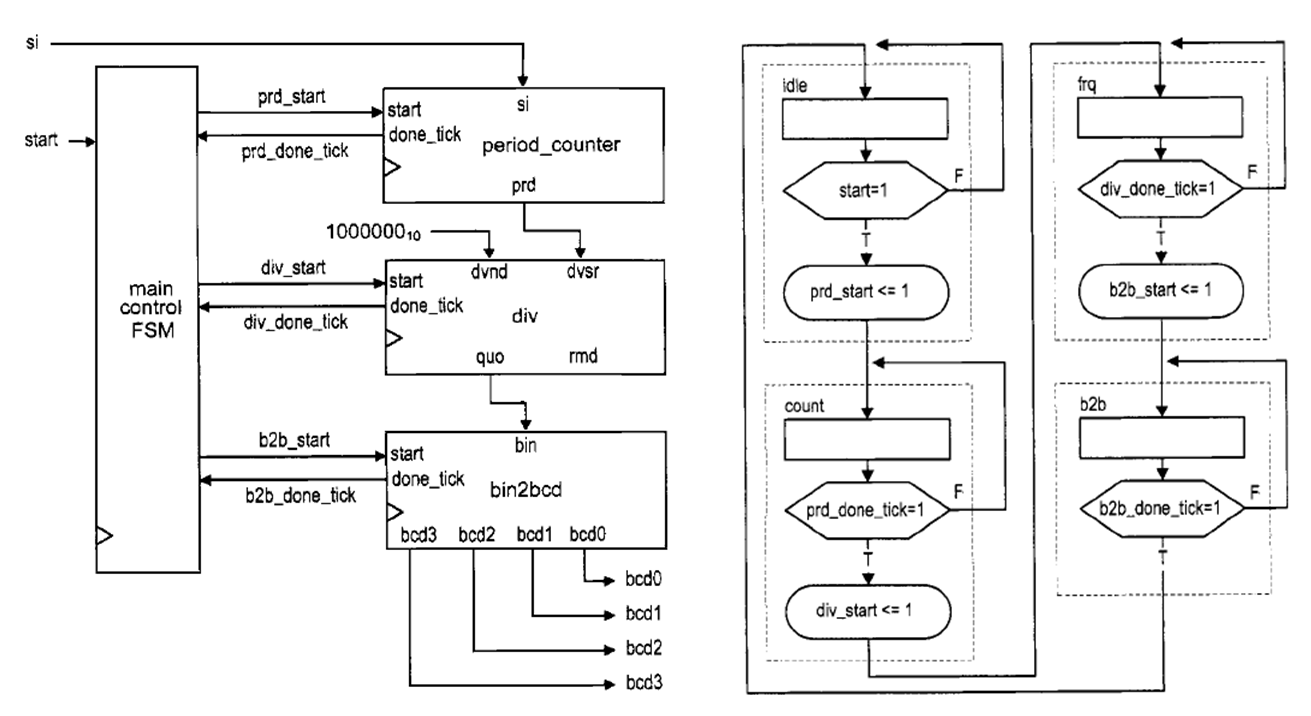 si
start
main
control
FSM
prd_start
prd_done_tick
si
start
done_tick
period_counter
prd
1000000₁₀
div_start
div_done_tick
dvnd
dvsr
start
done_tick
div
quo
rmd
b2b_start
b2b_done_tick
bin
start
done_tick
bin2bcd
bcd3
bcd2
bcd1
bcd0
bcd0
bcd1
bcd2
bcd3
idle
start=1
F
T
prd_start <= 1
count
prd_done_tick=1
F
T
div_start <= 1
frq
div_done_tick=1
F
T
b2b_start <= 1
b2b
b2b_done_tick=1
F
T